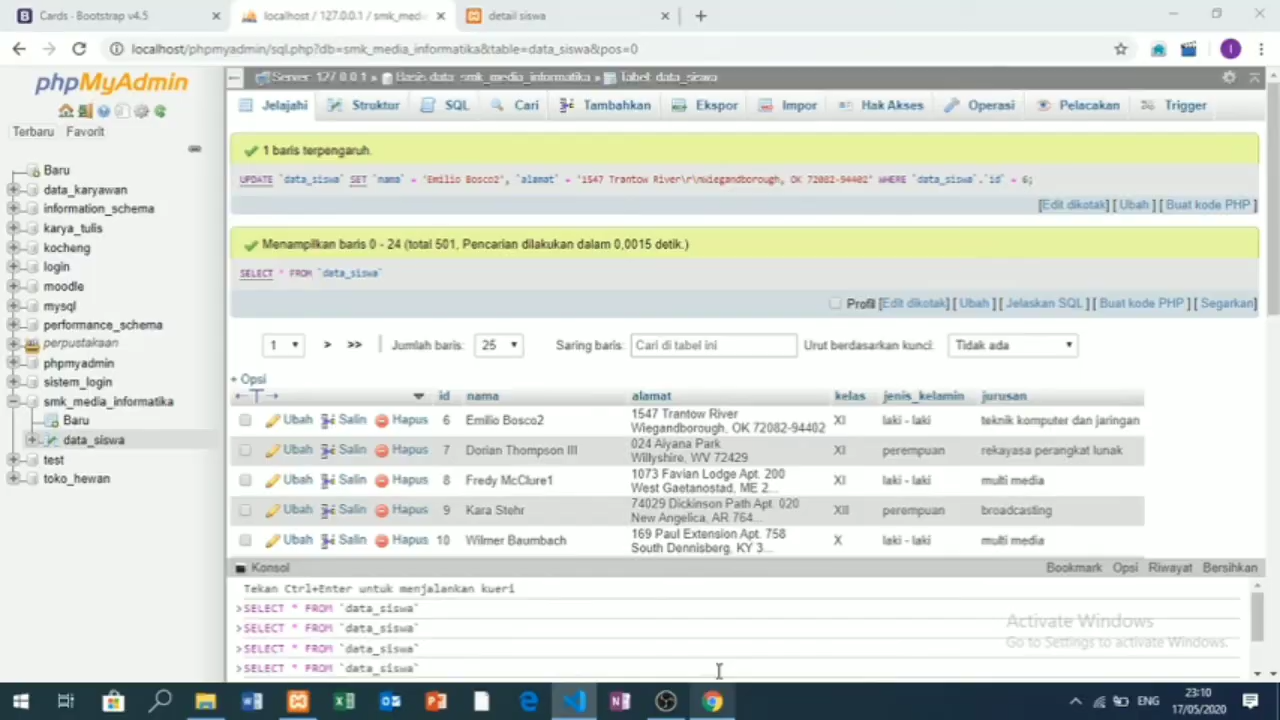 Cards - Bootstrap v4.5
localhost / 127.0.0.1 / smk_medi
detail siswa
localhost/phpmyadmin/sql.php?db=smk_media_informatika&table=data_siswa&pos=0
I
phpMyAdmin
Terbaru Favorit
Baru
data_karyawan
information_schema
karya_tulis
kocheng
login
moodle
mysql
performance_schema
perpustakaan
phpmyadmin
sistem_login
smk_media_informatika
Baru
data_siswa
test
toko_hewan
Server: 127.0.0.1 » Basis data: smk_media_informatika » Tabel: data_siswa
Jelajahi Struktur SQL Cari Tambahkan Ekspor Impor Hak Akses Operasi Pelacakan Trigger
1 baris terpengaruh.
UPDATE `data_siswa` SET `nama` = 'Emilio Bosco2', `alamat` = '1547 Trantow River\r\nWiegandborough, OK 72082-94402' WHERE `data_siswa`.`id` = 6;
[Edit dikotak] [ Ubah ] [ Buat kode PHP ]
Menampilkan baris 0 - 24 (total 501, Pencarian dilakukan dalam 0,0015 detik.)
SELECT * FROM `data_siswa`
Profil [Edit dikotak] [ Ubah ] [ Jelaskan SQL ] [ Buat kode PHP ] [ Segarkan]
1 > >> | Jumlah baris: 25 Saring baris: Cari di tabel ini Urut berdasarkan kunci: Tidak ada
+ Opsi
←T→ id nama alamat kelas jenis_kelamin jurusan
Ubah Salin Hapus 6 Emilio Bosco2 1547 Trantow River XI laki - laki teknik komputer dan jaringan
Wiegandborough, OK 72082-94402
Ubah Salin Hapus 7 Dorian Thompson III 024 Aiyana Park XI perempuan rekayasa perangkat lunak
Willyshire, WV 72429
Ubah Salin Hapus 8 Fredy McClure1 1073 Favian Lodge Apt. 200 XI laki - laki multi media
West Gaetanostad, ME 2...
Ubah Salin Hapus 9 Kara Stehr 74029 Dickinson Path Apt. 020 XII perempuan broadcasting
New Angelica, AR 764...
Ubah Salin Hapus 10 Wilmer Baumbach 169 Paul Extension Apt. 758 X laki - laki multi media
South Dennisberg, KY 3...
Konsol Bookmark Opsi Riwayat Bersihkan
Tekan Ctrl+Enter untuk menjalankan kueri
>SELECT * FROM `data_siswa`
>SELECT * FROM `data_siswa`
>SELECT * FROM `data_siswa`
>SELECT * FROM `data_siswa`
Activate Windows
Go to Settings to activate Windows.
ENG
23:10
17/05/2020